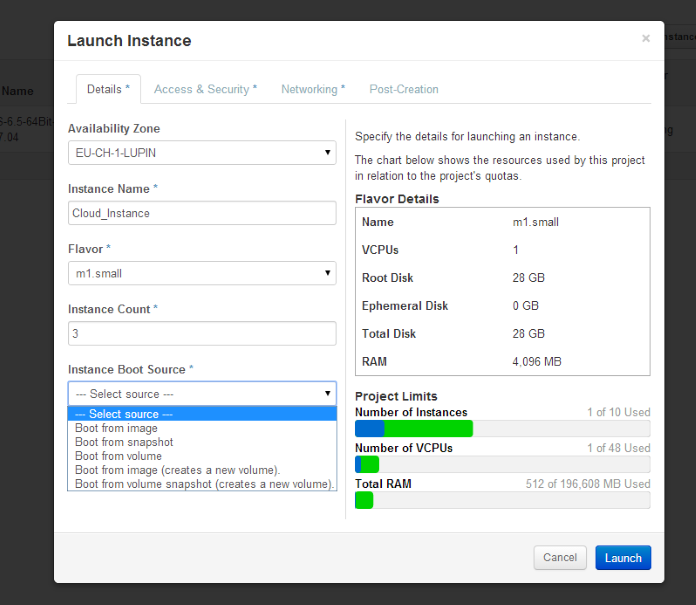 Launch Instance
×
Details * Access & Security * Networking * Post-Creation
Availability Zone
EU-CH-1-LUPIN
Instance Name *
Cloud_Instance
Flavor *
m1.small
Instance Count *
3
Instance Boot Source *
--- Select source ---
--- Select source ---
Boot from image
Boot from snapshot
Boot from volume
Boot from image (creates a new volume).
Boot from volume snapshot (creates a new volume).
Specify the details for launching an instance.
The chart below shows the resources used by this project
in relation to the project's quotas.
Flavor Details
Name m1.small
VCPUs 1
Root Disk 28 GB
Ephemeral Disk 0 GB
Total Disk 28 GB
RAM 4,096 MB
Project Limits
Number of Instances 1 of 10 Used
Number of VCPUs 1 of 48 Used
Total RAM 512 of 196,608 MB Used
Cancel Launch
Name
6.5-64Bit
7.04